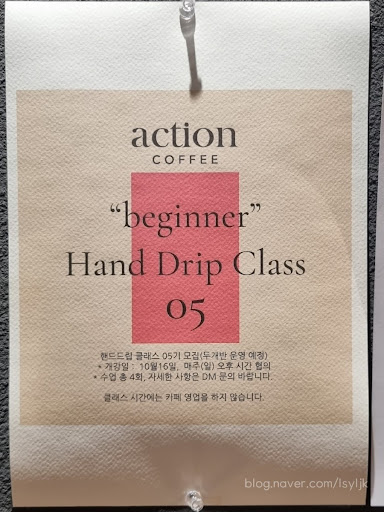 action
COFFEE
“beginner”
Hand Drip Class
05
핸드드립 클래스 05기 모집(두개반 운영 예정)
* 개강일 : 10월16일, 매주(일) 오후 시간 협의
* 수업 총 4회, 자세한 사항은 DM 문의 바랍니다.
클래스 시간에는 카페 영업을 하지 않습니다.
blog.naver.com/lsyljk